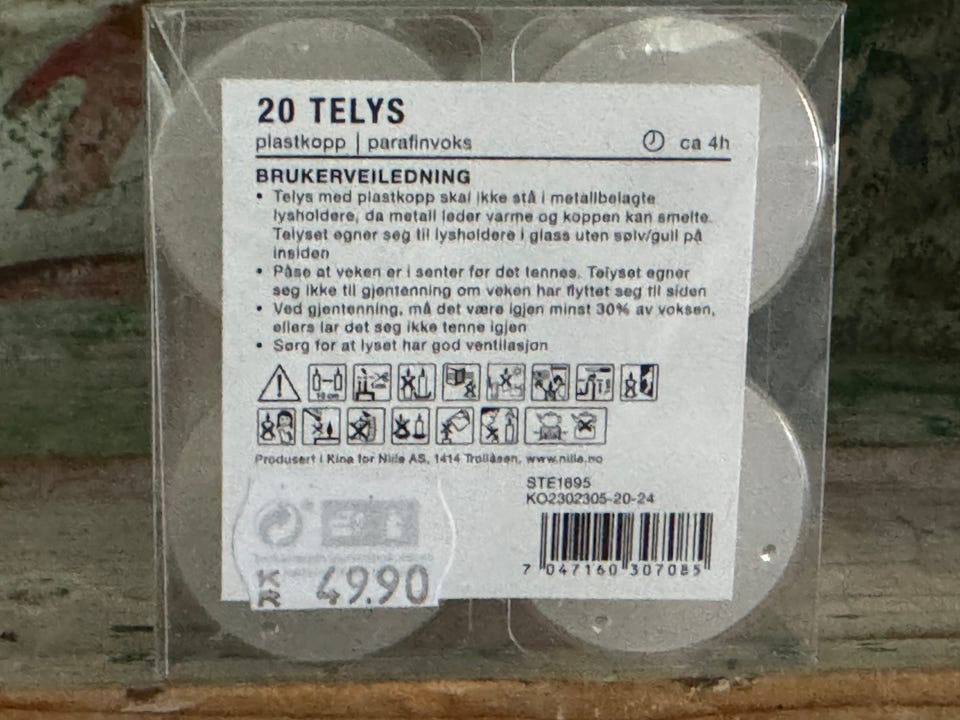 20 TELYS
plastkopp | parafinvoks ca 4h
BRUKERVEILEDNING
• Telys med plastkopp skal ikke stå i metallbelagte
lysholdere, da metall leder varme og koppen kan smelte.
Telyset egner seg til lysholdere i glass uten sølv/gull på
insiden
• Påse at veken er i senter før det tennes. Telyset egner
seg ikke til gjentenning om veken har flyttet seg til siden
• Ved gjentenning, må det være igjen minst 30% av voksen,
ellers lar det seg ikke tenne igjen
• Sørg for at lyset har god ventilasjon
10 cm
Produsert i Kina for Nille AS, 1414 Trollåsen, www.nille.no
STE1695
KO2302305-20-24
KR 49.90
7 047160 307085